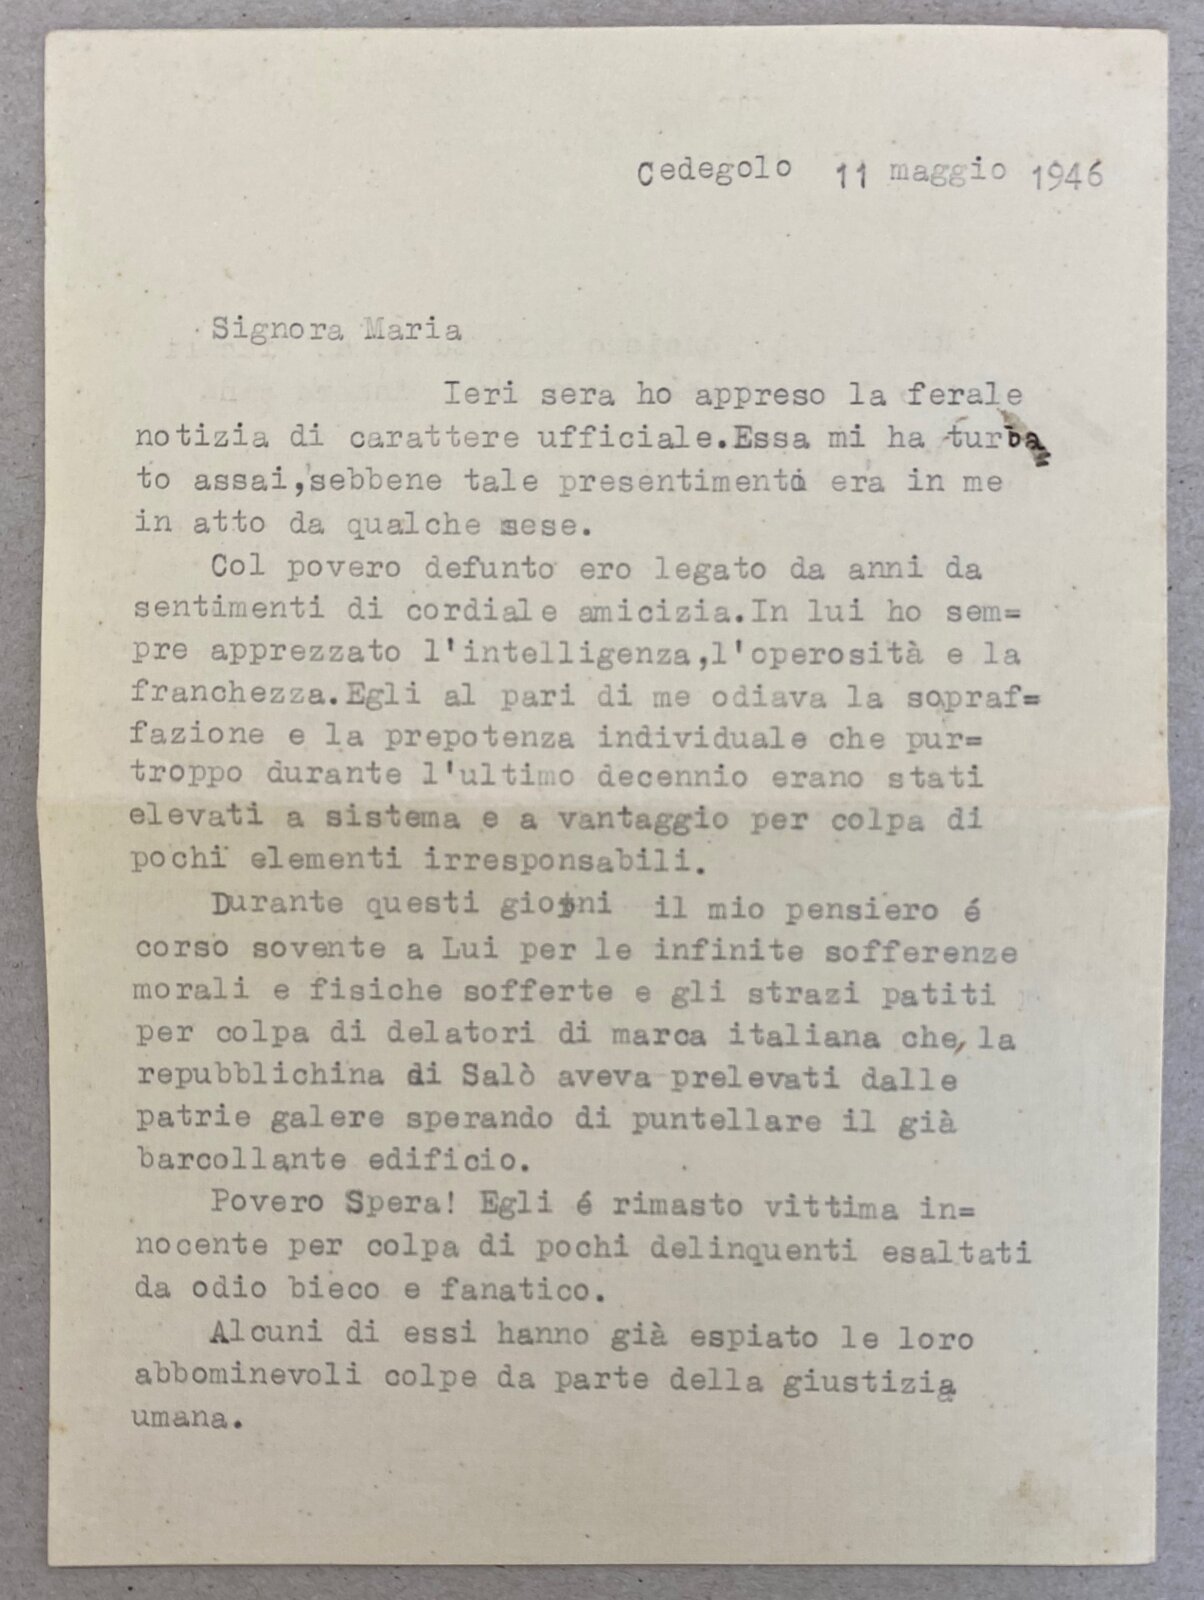 Cedegolo 11 maggio 1946
Signora Maria
Ieri sera ho appreso la ferale
notizia di carattere ufficiale.Essa mi ha turba
to assai,sebbene tale presentimento era in me
in atto da qualche mese.
Col povero defunto ero legato da anni da
sentimenti di cordiale amicizia.In lui ho sem=
pre apprezzato l'intelligenza,l'operosità e la
franchezza.Egli al pari di me odiava la sopraf=
fazione e la prepotenza individuale che pur=
troppo durante l'ultimo decennio erano stati
elevati a sistema e a vantaggio per colpa di
pochi elementi irresponsabili.
Durante questi giorni il mio pensiero é
corso sovente a Lui per le infinite sofferenze
morali e fisiche sofferte e gli strazi patiti
per colpa di delatori di marca italiana che, la
repubblichina di Salò aveva prelevati dalle
patrie galere sperando di puntellare il già
barcollante edificio.
Povero Spera! Egli é rimasto vittima in=
nocente per colpa di pochi delinquenti esaltati
da odio bieco e fanatico.
Alcuni di essi hanno già espiato le loro
abbominevoli colpe da parte della giustizia
umana.